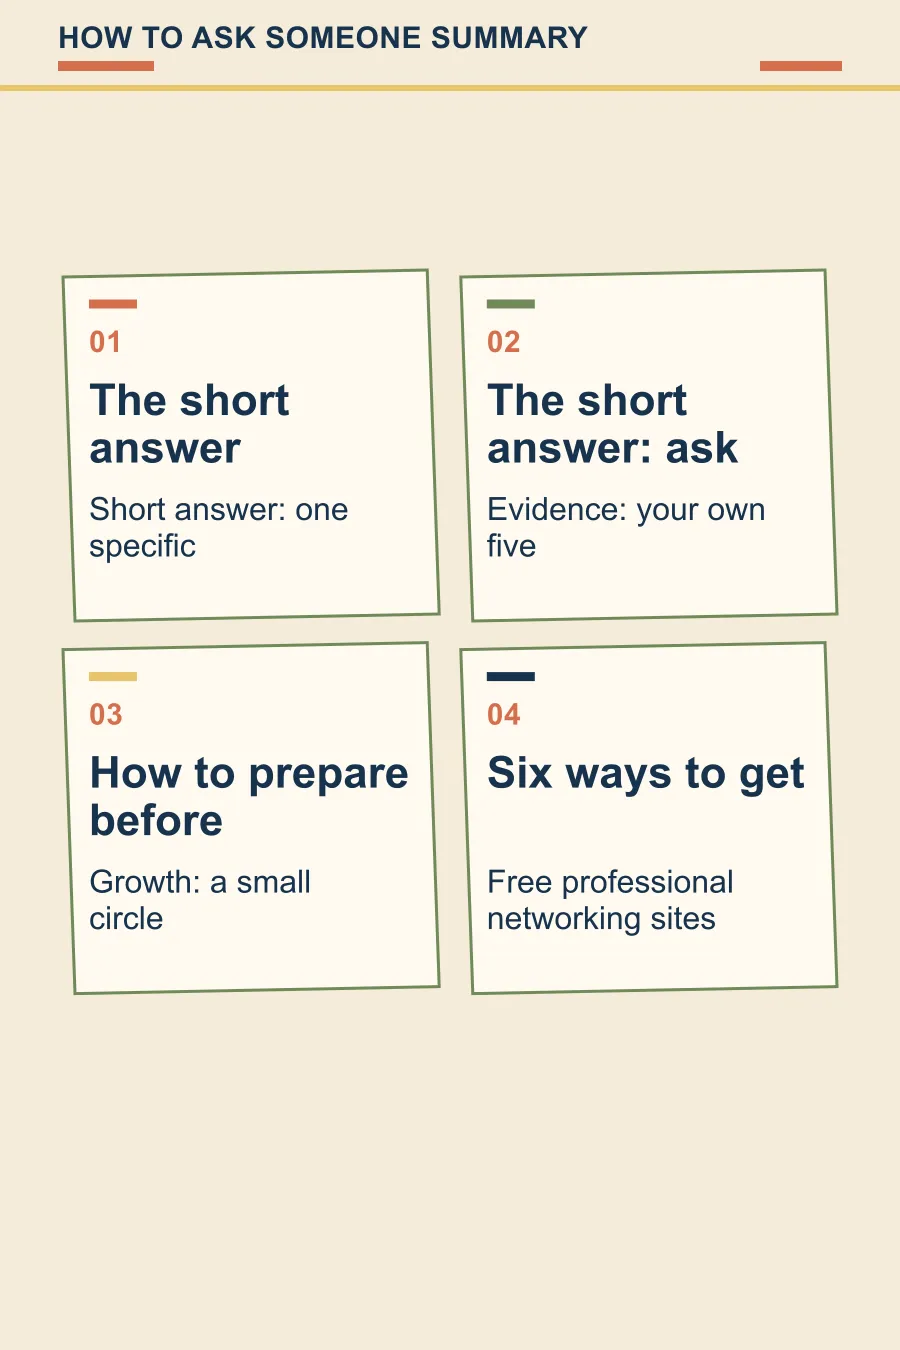 HOW TO ASK SOMEONE SUMMARY
01
The short
answer
Short answer: one
specific
02
The short
answer: ask
Evidence: your own
five
03
How to prepare
before
Growth: a small
circle
04
Six ways to get
Free professional
networking sites